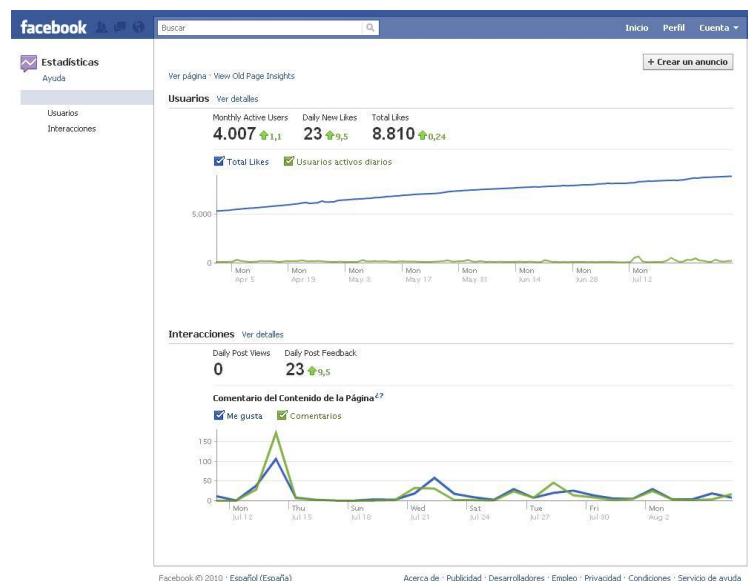 facebook
Buscar
Inicio Perfil Cuenta
Estadísticas
Ayuda
Usuarios
Interacciones
+ Crear un anuncio
Ver página · View Old Page Insights
Usuarios Ver detalles
Monthly Active Users Daily New Likes Total Likes
4.007 1,1 23 9,5 8.810 0,24
Total Likes Usuarios activos diarios
5,000
0
Mon Mon Mon Mon Mon Mon Mon Mon
Apr 5 Apr 19 May 3 May 17 May 31 Jun 14 Jun 28 Jul 12
Interacciones Ver detalles
Daily Post Views Daily Post Feedback
0 23 9,5
Comentario del Contenido de la Página ¿?
Me gusta Comentarios
150
100
50
0
Mon Thu Sun Wed Sat Tue Fri Mon
Jul 12 Jul 15 Jul 18 Jul 21 Jul 24 Jul 27 Jul 30 Aug 2
Facebook © 2010 · Español (España) Acerca de · Publicidad · Desarrolladores · Empleo · Privacidad · Condiciones · Servicio de ayuda